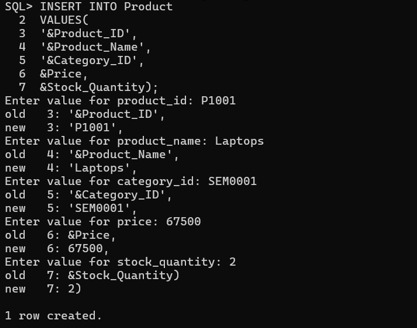 SQL> INSERT INTO Product
  2  VALUES(
  3  '&Product_ID',
  4  '&Product_Name',
  5  '&Category_ID',
  6  &Price,
  7  &Stock_Quantity);
Enter value for product_id: P1001
old   3: '&Product_ID',
new   3: 'P1001',
Enter value for product_name: Laptops
old   4: '&Product_Name',
new   4: 'Laptops',
Enter value for category_id: SEM0001
old   5: '&Category_ID',
new   5: 'SEM0001',
Enter value for price: 67500
old   6: &Price,
new   6: 67500,
Enter value for stock_quantity: 2
old   7: &Stock_Quantity)
new   7: 2)

1 row created.